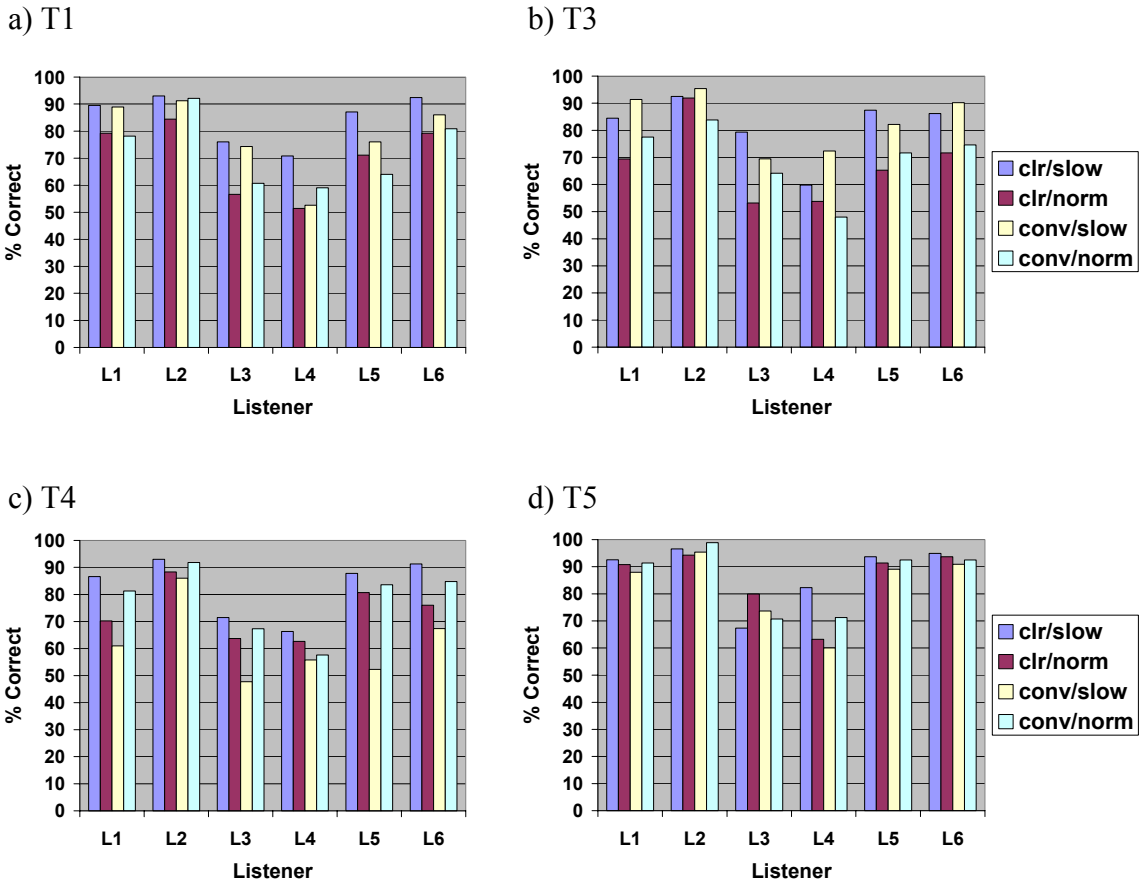 a) T1
100
90
80
70
60
50
40
30
20
10
0
% Correct
L1 L2 L3 L4 L5 L6
Listener
b) T3
100
90
80
70
60
50
40
30
20
10
0
% Correct
L1 L2 L3 L4 L5 L6
Listener
clr/slow
clr/norm
conv/slow
conv/norm
c) T4
100
90
80
70
60
50
40
30
20
10
0
% Correct
L1 L2 L3 L4 L5 L6
Listener
d) T5
100
90
80
70
60
50
40
30
20
10
0
% Correct
L1 L2 L3 L4 L5 L6
Listener
clr/slow
clr/norm
conv/slow
conv/norm